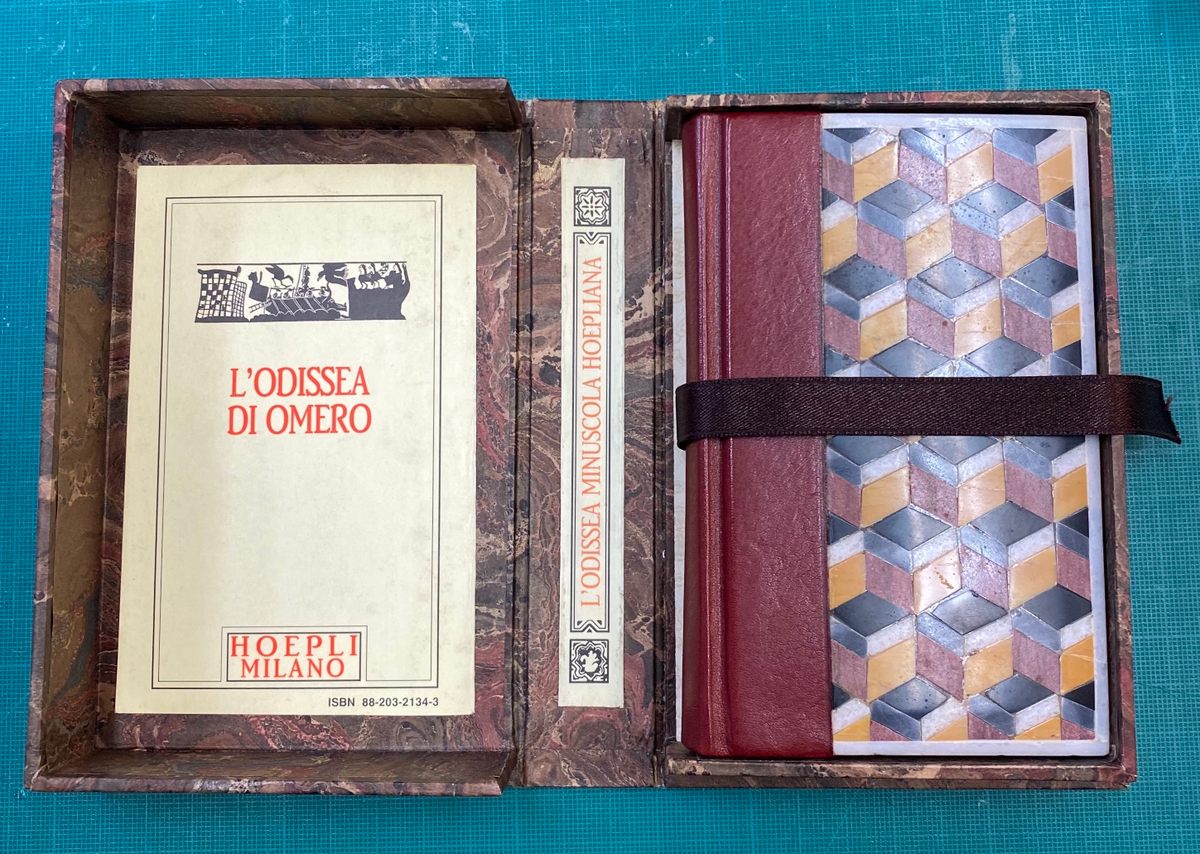 L'ODISSEA
DI OMERO
HOEPLI
MILANO
ISBN 88-203-2134-3
L'ODISSEA MINUSCOLA HOEPLIANA